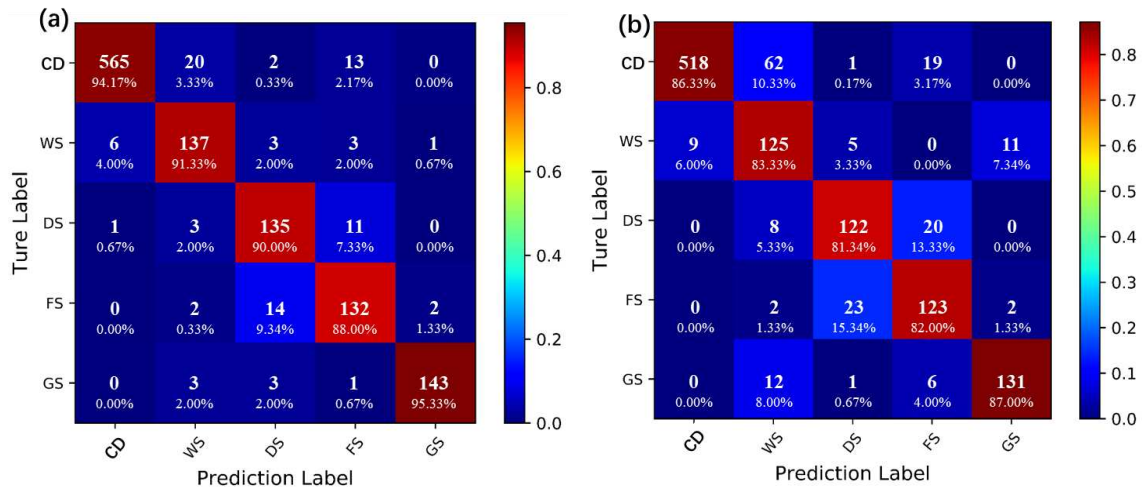 (a)
CD 565 20 2 13 0
94.17% 3.33% 0.33% 2.17% 0.00%
WS 6 137 3 3 1
4.00% 91.33% 2.00% 2.00% 0.67%
DS 1 3 135 11 0
0.67% 2.00% 90.00% 7.33% 0.00%
FS 0 2 14 132 2
0.00% 0.33% 9.34% 88.00% 1.33%
GS 0 3 3 1 143
0.00% 2.00% 2.00% 0.67% 95.33%
CD WS DS FS GS
Prediction Label
Ture Label
0.8
0.6
0.4
0.2
0.0
(b)
CD 518 62 1 19 0
86.33% 10.33% 0.17% 3.17% 0.00%
WS 9 125 5 0 11
6.00% 83.33% 3.33% 0.00% 7.34%
DS 0 8 122 20 0
0.00% 5.33% 81.34% 13.33% 0.00%
FS 0 2 23 123 2
0.00% 1.33% 15.34% 82.00% 1.33%
GS 0 12 1 6 131
0.00% 8.00% 0.67% 4.00% 87.00%
CD WS DS FS GS
Prediction Label
Ture Label
0.8
0.7
0.6
0.5
0.4
0.3
0.2
0.1
0.0